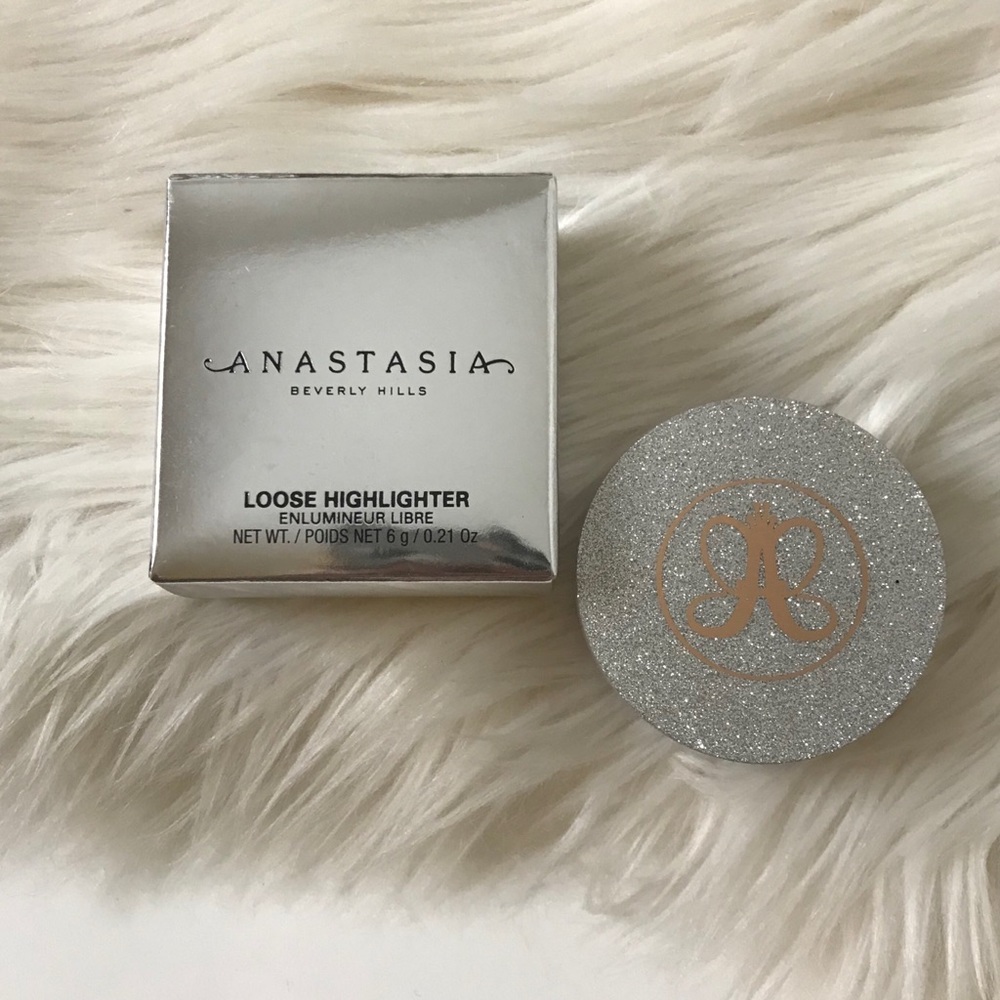 ANASTASIA
BEVERLY HILLS
LOOSE HIGHLIGHTER
ENLUMINEUR LIBRE
NET WT. / POIDS NET 6 g / 0.21 Oz